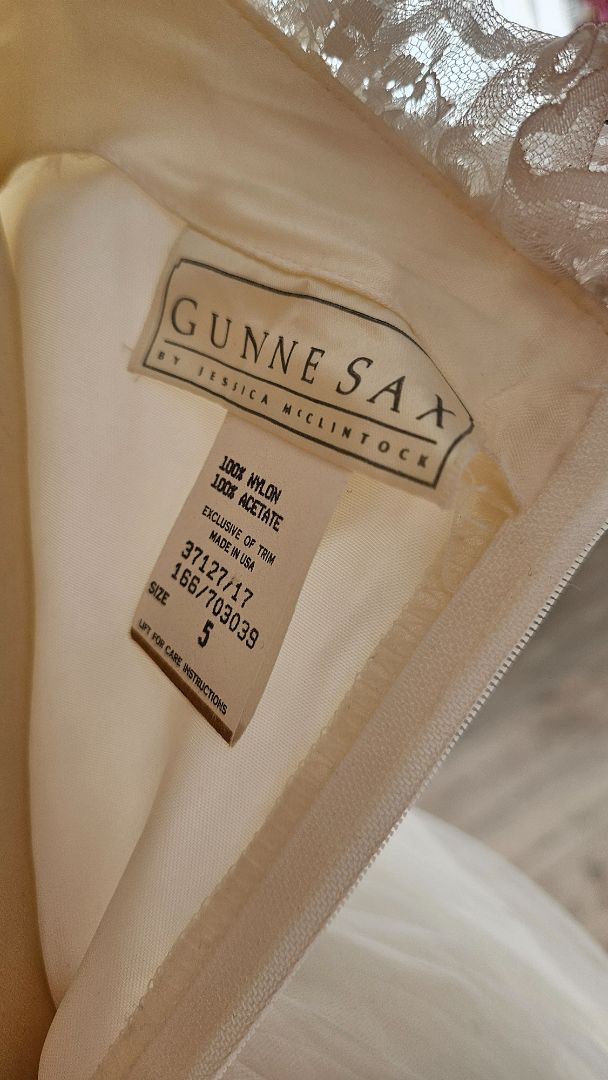 GUNNE SAX
BY JESSICA McCLINTOCK
100% NYLON
100% ACETATE
EXCLUSIVE OF TRIM
MADE IN USA
37127/17
166/703039
SIZE 5
LIFT FOR CARE INSTRUCTIONS